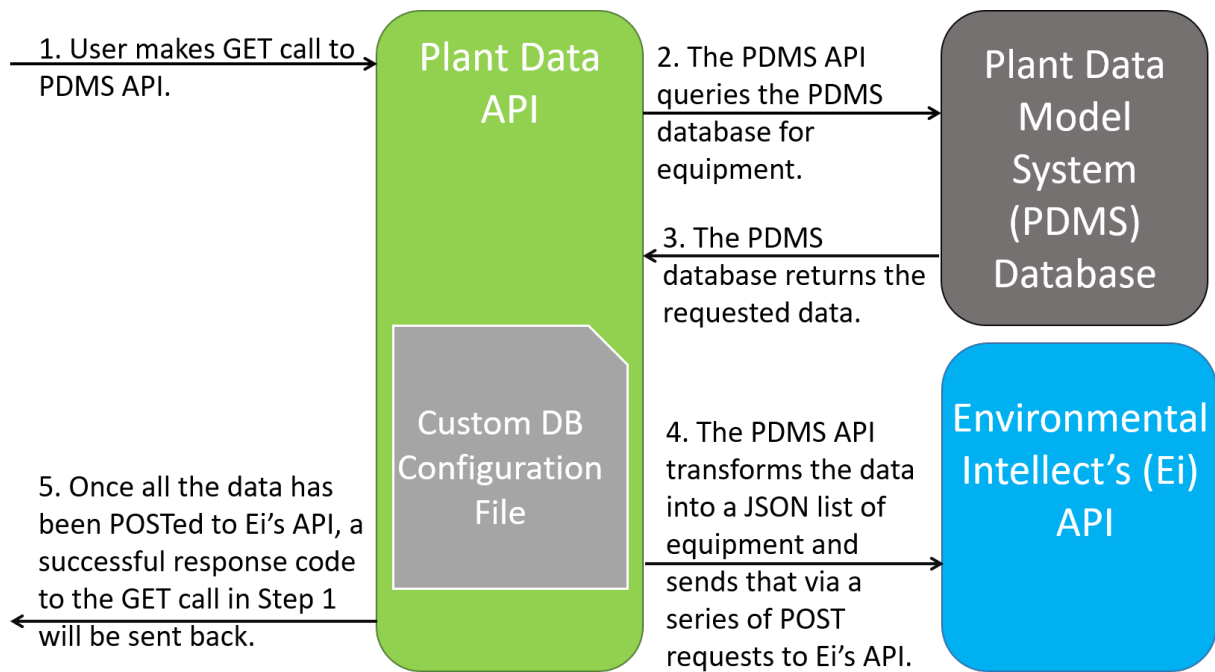 1. User makes GET call to
PDMS API.
Plant Data
API
2. The PDMS API
queries the PDMS
database for
equipment.
Plant Data
Model
System
(PDMS)
Database
3. The PDMS
database returns the
requested data.
Custom DB
Configuration
File
4. The PDMS API
transforms the data
into a JSON list of
equipment and
sends that via a
series of POST
requests to Ei's API.
Environmental
Intellect's (Ei)
API
5. Once all the data has
been POSTed to Ei's API, a
successful response code
to the GET call in Step 1
will be sent back.